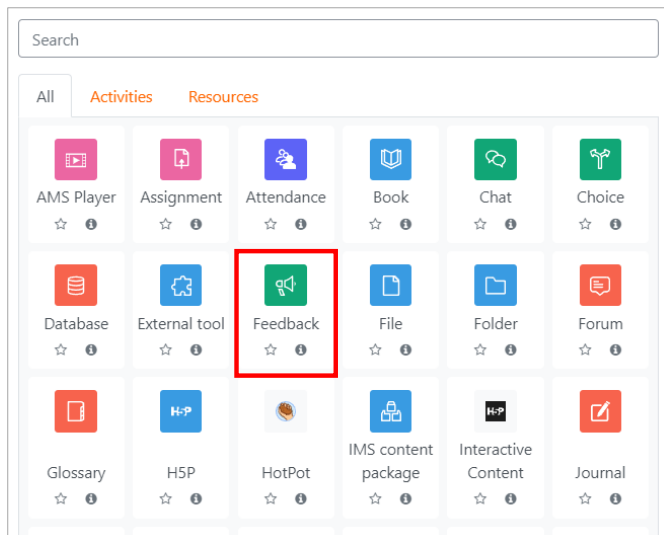 Search
All Activities Resources
AMS Player Assignment Attendance Book Chat Choice
Database External tool Feedback File Folder Forum
H-P H-P
IMS content Interactive
Glossary H5P HotPot package Content Journal